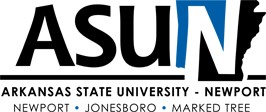 ASUN
ARKANSAS STATE UNIVERSITY - NEWPORT
NEWPORT • JONESBORO • MARKED TREE